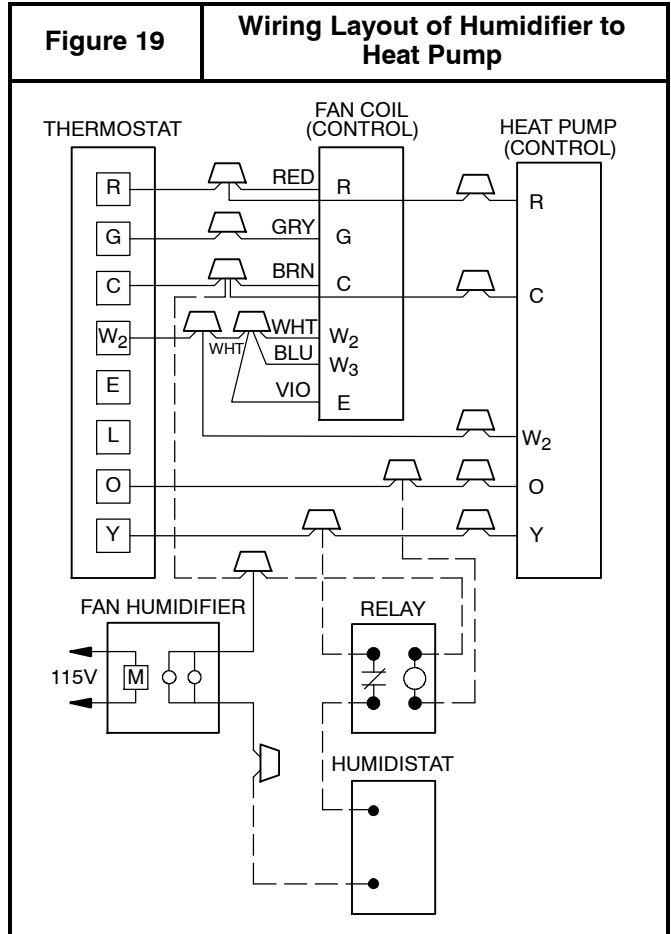 Figure 19
Wiring Layout of Humidifier to
Heat Pump
THERMOSTAT
FAN COIL
(CONTROL)
HEAT PUMP
(CONTROL)
R
RED
R
R
G
GRY
G
C
BRN
C
C
W2
WHT
WHT
W2
BLU
W3
E
VIO
E
L
W2
O
O
Y
Y
FAN HUMIDIFIER
RELAY
115V
M
HUMIDISTAT